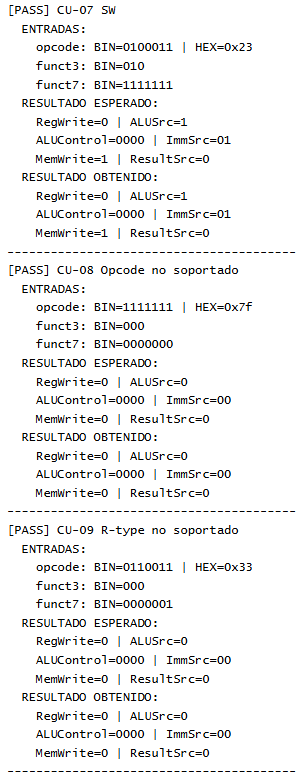 [PASS] CU-07 SW
ENTRADAS:
opcode: BIN=0100011 | HEX=0x23
funct3: BIN=010
funct7: BIN=1111111
RESULTADO ESPERADO:
RegWrite=0 | ALUSrc=1
ALUControl=0000 | ImmSrc=01
MemWrite=1 | ResultSrc=0
RESULTADO OBTENIDO:
RegWrite=0 | ALUSrc=1
ALUControl=0000 | ImmSrc=01
MemWrite=1 | ResultSrc=0
----------------------------------------
[PASS] CU-08 Opcode no soportado
ENTRADAS:
opcode: BIN=1111111 | HEX=0x7f
funct3: BIN=000
funct7: BIN=0000000
RESULTADO ESPERADO:
RegWrite=0 | ALUSrc=0
ALUControl=0000 | ImmSrc=00
MemWrite=0 | ResultSrc=0
RESULTADO OBTENIDO:
RegWrite=0 | ALUSrc=0
ALUControl=0000 | ImmSrc=00
MemWrite=0 | ResultSrc=0
----------------------------------------
[PASS] CU-09 R-type no soportado
ENTRADAS:
opcode: BIN=0110011 | HEX=0x33
funct3: BIN=000
funct7: BIN=0000001
RESULTADO ESPERADO:
RegWrite=0 | ALUSrc=0
ALUControl=0000 | ImmSrc=00
MemWrite=0 | ResultSrc=0
RESULTADO OBTENIDO:
RegWrite=0 | ALUSrc=0
ALUControl=0000 | ImmSrc=00
MemWrite=0 | ResultSrc=0
----------------------------------------